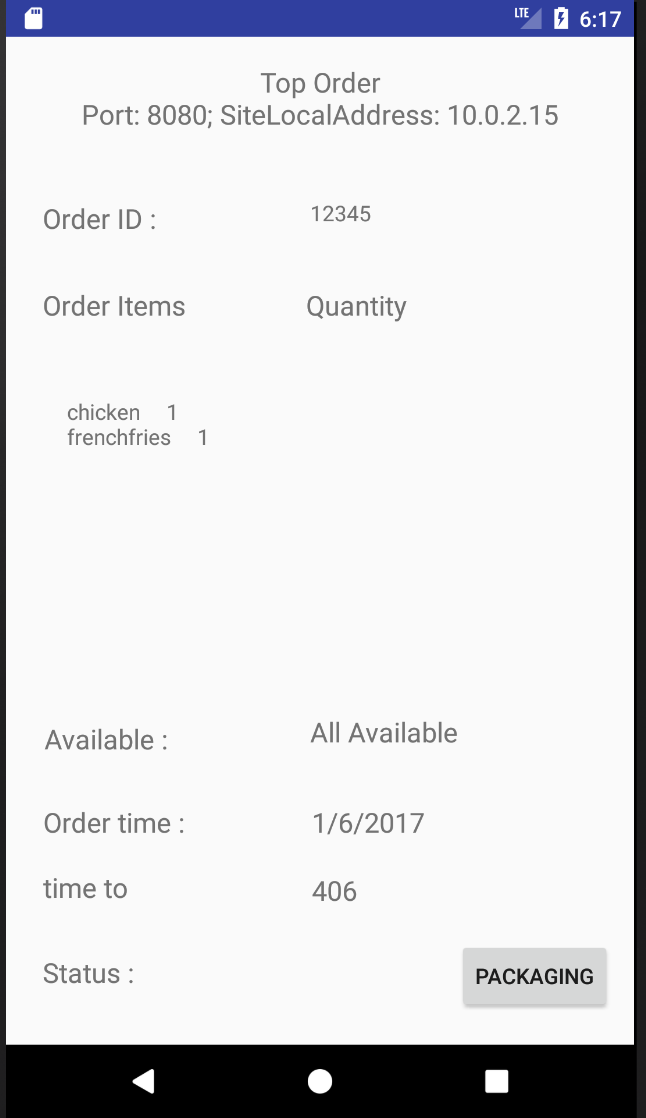 LTE 6:17
Top Order
Port: 8080; SiteLocalAddress: 10.0.2.15
Order ID : 12345
Order Items Quantity
chicken 1
frenchfries 1
Available : All Available
Order time : 1/6/2017
time to 406
Status : PACKAGING